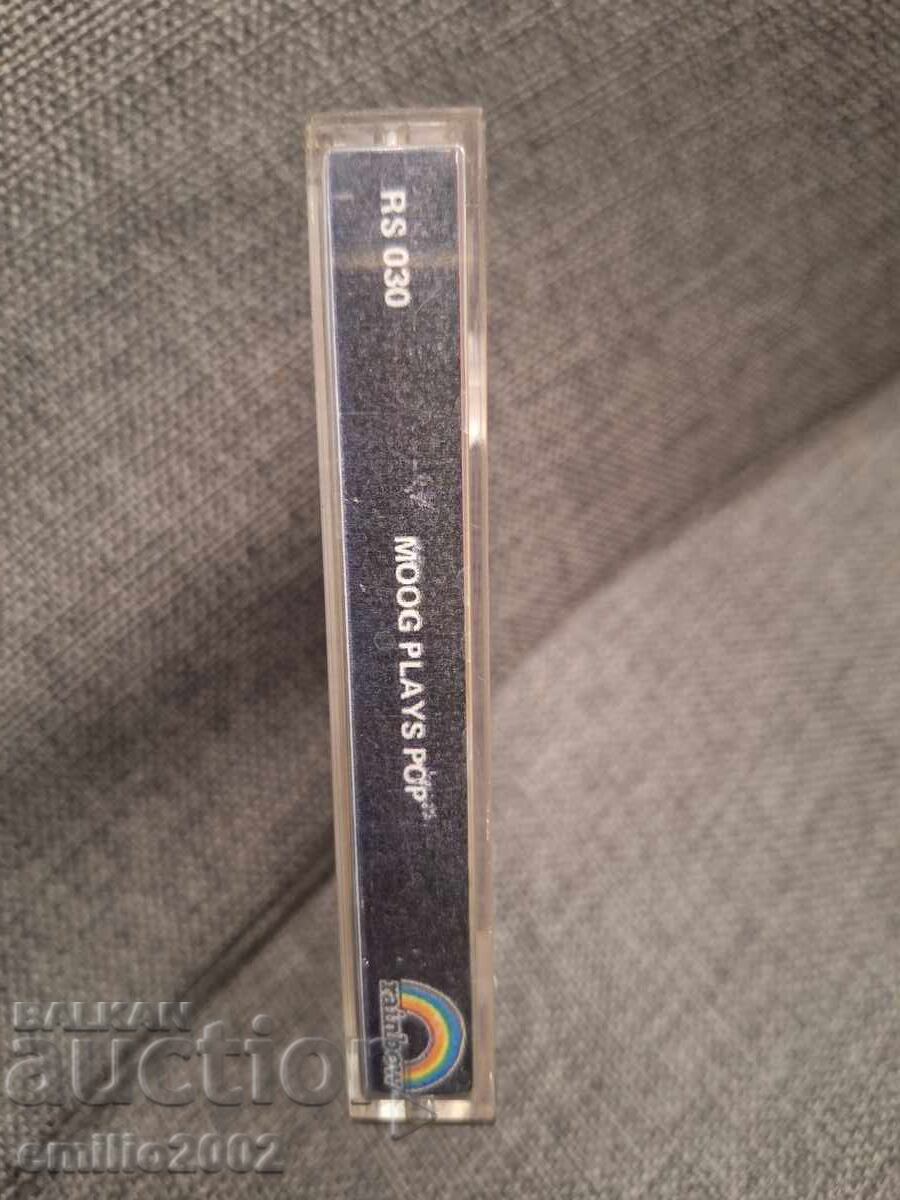 RS 030
MOOG PLAYS POP
rainbow
BALKAN
auction
emilio2002